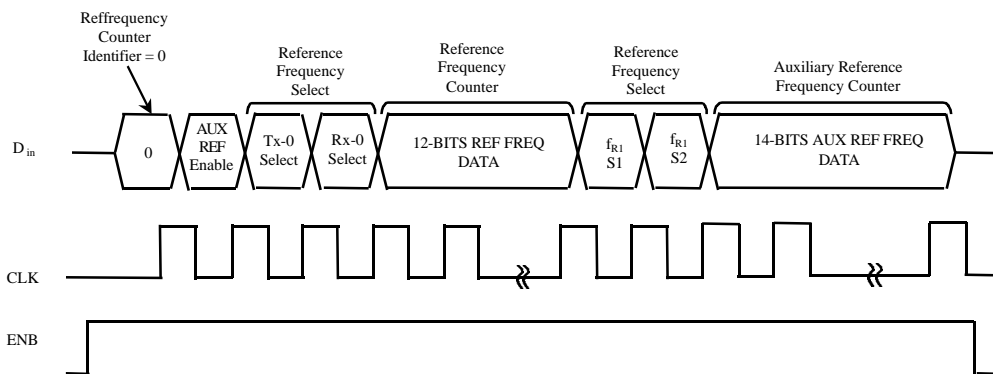 Reffrequency
Counter
Identifier = 0
Reference
Frequency
Select
Reference
Frequency
Counter
Reference
Frequency
Select
Auxiliary Reference
Frequency Counter
D in
0
AUX
REF
Enable
Tx-0
Select
Rx-0
Select
12-BITS REF FREQ
DATA
fR1
S1
fR1
S2
14-BITS AUX REF FREQ
DATA
CLK
ENB